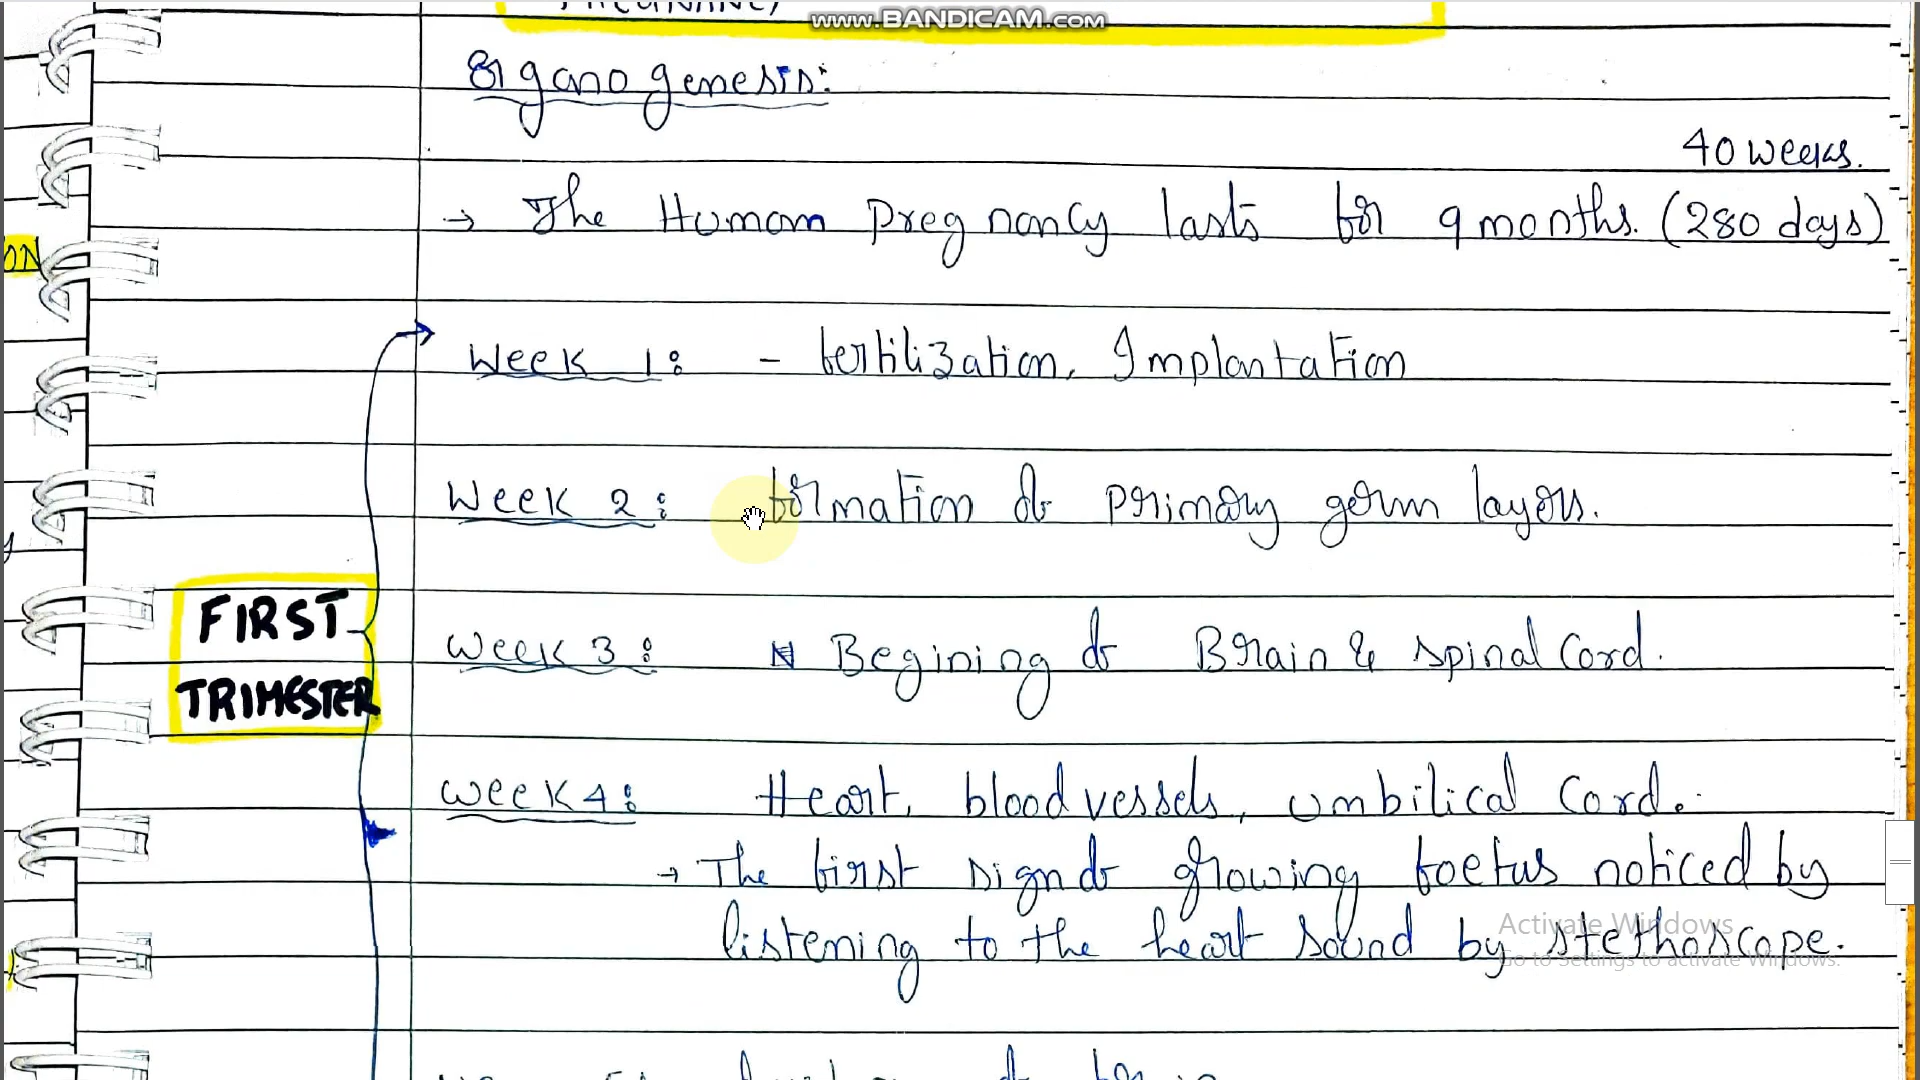 PREGNANCY
WWW.BANDICAM.COM
Organogenesis:
40 weeks.
→ The Human Pregnancy lasts for 9 months. (280 days)
ON
Week 1: - fertilization, Implantation
Week 2: formation of primary germ layers.
FIRST
TRIMESTER
Week 3: Begining of Brain & spinal Cord.
Week 4: Heart, blood vessels, umbilical Cord.
→ The first sign of growing foetus noticed by
listening to the heart sound by stethoscope.
Activate Windows
Go to Settings to activate Windows.